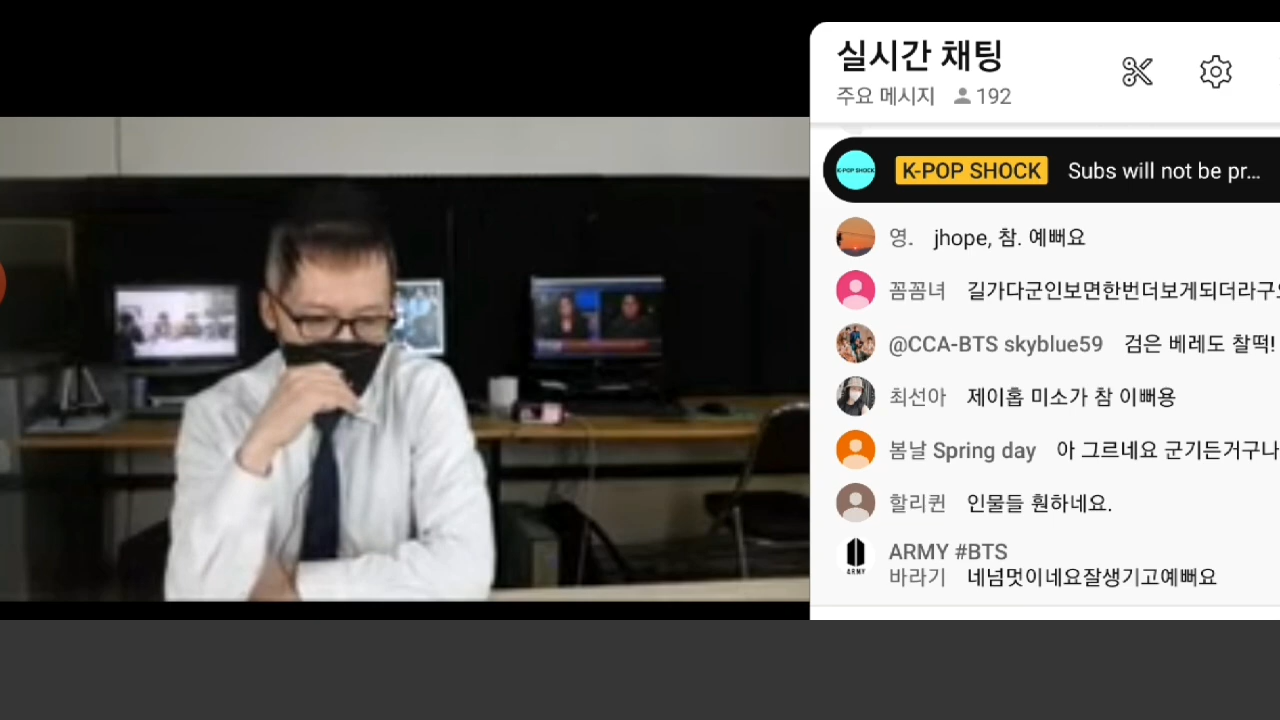 실시간 채팅
주요 메시지 192
K-POP SHOCK K-POP SHOCK Subs will not be pr...
영. jhope, 참. 예뻐요
꼼꼼녀 길가다군인보면한번더보게되더라구
@CCA-BTS skyblue59 검은 베레도 찰떡!
최선아 제이홉 미소가 참 이뻐용
봄날 Spring day 아 그르네요 군기든거구나
할리퀸 인물들 훤하네요.
ARMY ARMY #BTS
바라기 네넘멋이네요잘생기고예뻐요